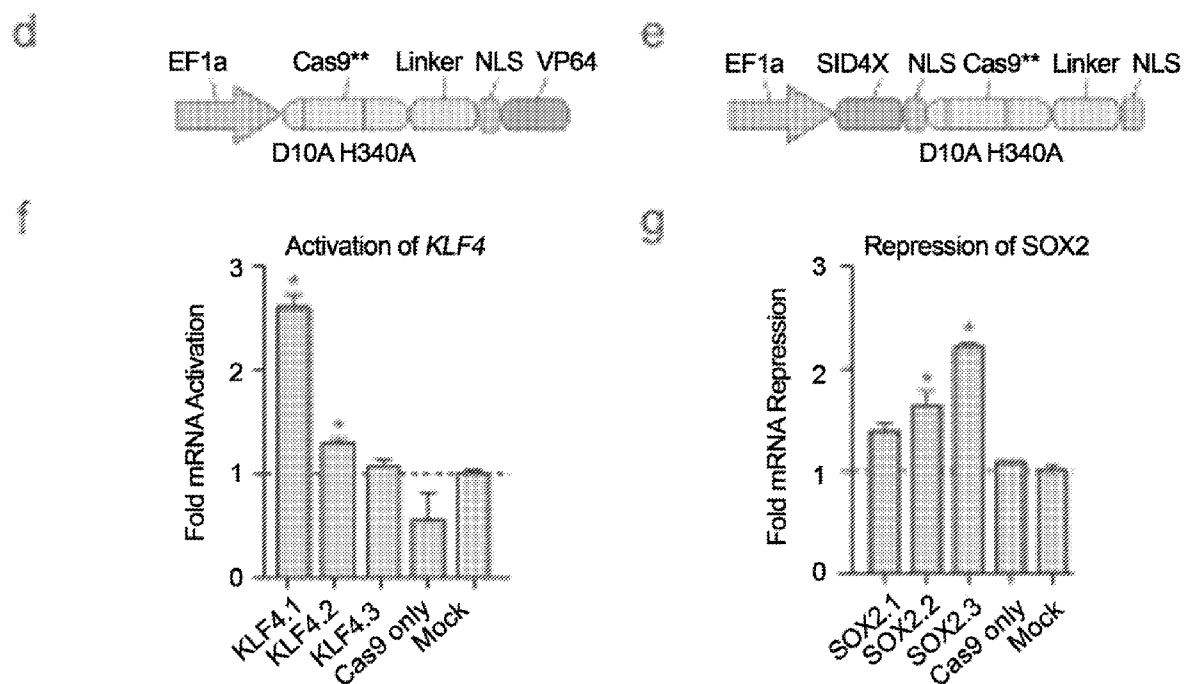 d
EF1a Cas9** Linker NLS VP64
D10A H340A
e
EF1a SID4X NLS Cas9** Linker NLS
D10A H340A
f
Activation of KLF4
Fold mRNA Activation
3
2
1
0
*
*
KLF4.1
KLF4.2
KLF4.3
Cas9 only
Mock
g
Repression of SOX2
Fold mRNA Repression
3
2
1
0
*
*
SOX2.1
SOX2.2
SOX2.3
Cas9 only
Mock